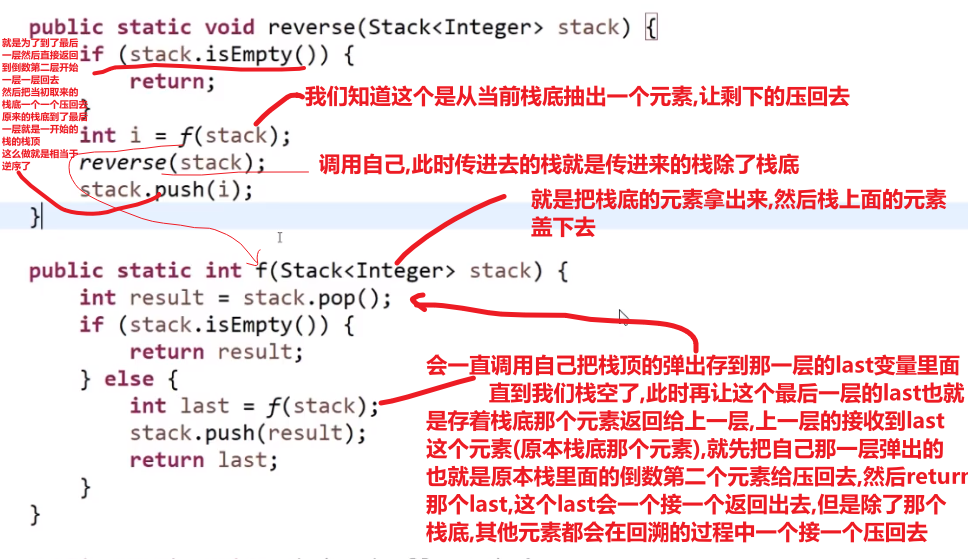 public static void reverse(Stack<Integer> stack) {
就是为了到了最后
一层然后直接返回
到倒数第二层开始
一层一层回去
然后把当初取来的
栈底一个一个压回去
原来的栈底到了最后
一层就是一开始的
栈的栈顶
这么做就是相当于
逆序了
if (stack.isEmpty()) {
return;
}
我们知道这个是从当前栈底抽出一个元素,让剩下的压回去
int i = f(stack);
reverse(stack);
调用自己,此时传进去的栈就是传进来的栈除了栈底
stack.push(i);
}
就是把栈底的元素拿出来,然后栈上面的元素
盖下去
public static int f(Stack<Integer> stack) {
int result = stack.pop();
if (stack.isEmpty()) {
return result;
} else {
int last = f(stack);
stack.push(result);
return last;
}
}
会一直调用自己把栈顶的弹出存到那一层的last变量里面
直到我们栈空了,此时再让这个最后一层的last也就
是存着栈底那个元素返回给上一层,上一层的接收到last
这个元素(原本栈底那个元素),就先把自己那一层弹出的
也就是原本栈里面的倒数第二个元素给压回去,然后return
那个last,这个last会一个接一个返回出去,但是除了那个
栈底,其他元素都会在回溯的过程中一个接一个压回去